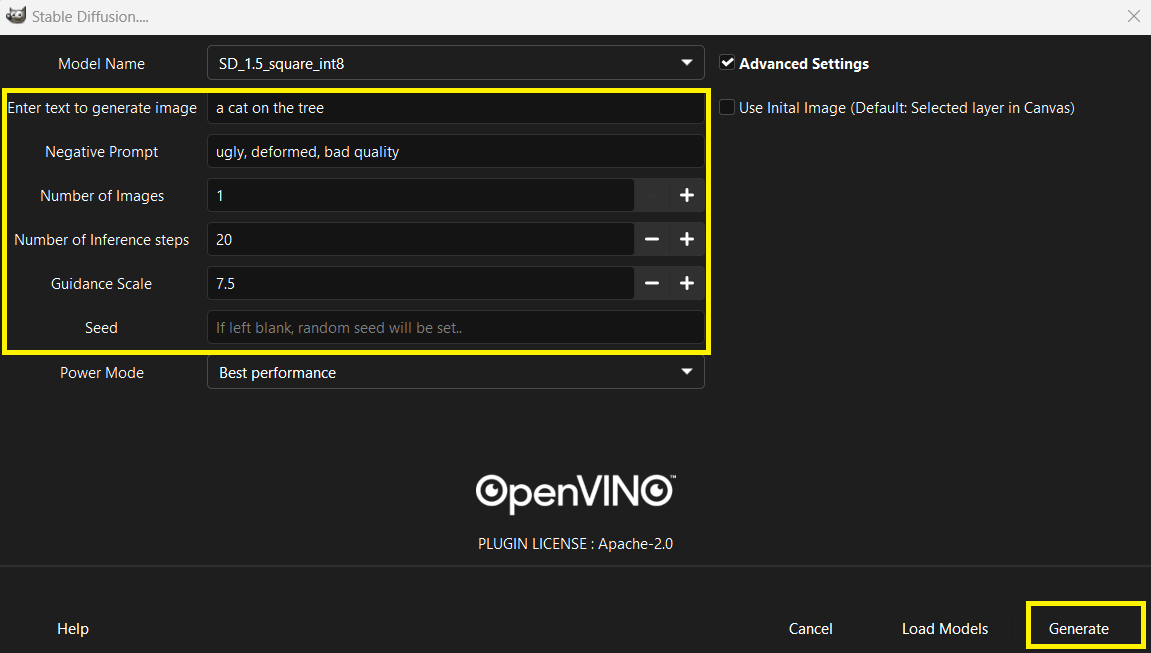 Stable Diffusion....
Model Name SD_1.5_square_int8 Advanced Settings
Enter text to generate image a cat on the tree Use Inital Image (Default: Selected layer in Canvas)
Negative Prompt ugly, deformed, bad quality
Number of Images 1
Number of Inference steps 20
Guidance Scale 7.5
Seed If left blank, random seed will be set..
Power Mode Best performance
OpenVINO™
PLUGIN LICENSE : Apache-2.0
Help Cancel Load Models Generate